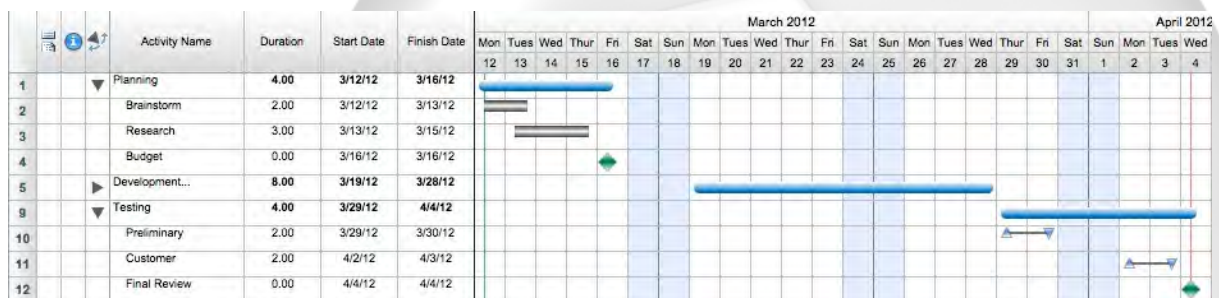 March 2012 April 2012
Activity Name Duration Start Date Finish Date Mon Tues Wed Thur Fri Sat Sun Mon Tues Wed Thur Fri Sat Sun Mon Tues Wed Thur Fri Sat Sun Mon Tues Wed
12 13 14 15 16 17 18 19 20 21 22 23 24 25 26 27 28 29 30 31 1 2 3 4
1 Planning 4.00 3/12/12 3/16/12
2 Brainstorm 2.00 3/12/12 3/13/12
3 Research 3.00 3/13/12 3/15/12
4 Budget 0.00 3/16/12 3/16/12
5 Development... 8.00 3/19/12 3/28/12
9 Testing 4.00 3/29/12 4/4/12
10 Preliminary 2.00 3/29/12 3/30/12
11 Customer 2.00 4/2/12 4/3/12
12 Final Review 0.00 4/4/12 4/4/12